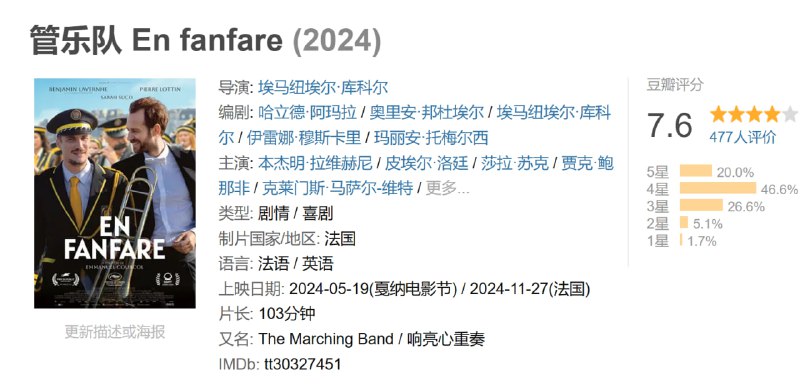 管乐队 En fanfare (2024)
BENJAMIN LAVERNHE PIERRE LOTTIN
SARAH SUCO
EN
FANFARE
EMMANUEL COURCOL
更新描述或海报
导演: 埃马纽埃尔·库科尔
编剧: 哈立德·阿玛拉 / 奥里安·邦杜埃尔 / 埃马纽埃尔·库科
尔 / 伊雷娜·穆斯卡里 / 玛丽安·托梅尔西
主演: 本杰明·拉维赫尼 / 皮埃尔·洛廷 / 莎拉·苏克 / 贾克·鲍
那非 / 克莱门斯·马萨尔-维特 / 更多...
类型: 剧情 / 喜剧
制片国家/地区: 法国
语言: 法语 / 英语
上映日期: 2024-05-19(戛纳电影节) / 2024-11-27(法国)
片长: 103分钟
又名: The Marching Band / 响亮心重奏
IMDb: tt30327451
豆瓣评分
7.6
477人评价
5星 20.0%
4星 46.6%
3星 26.6%
2星 5.1%
1星 1.7%